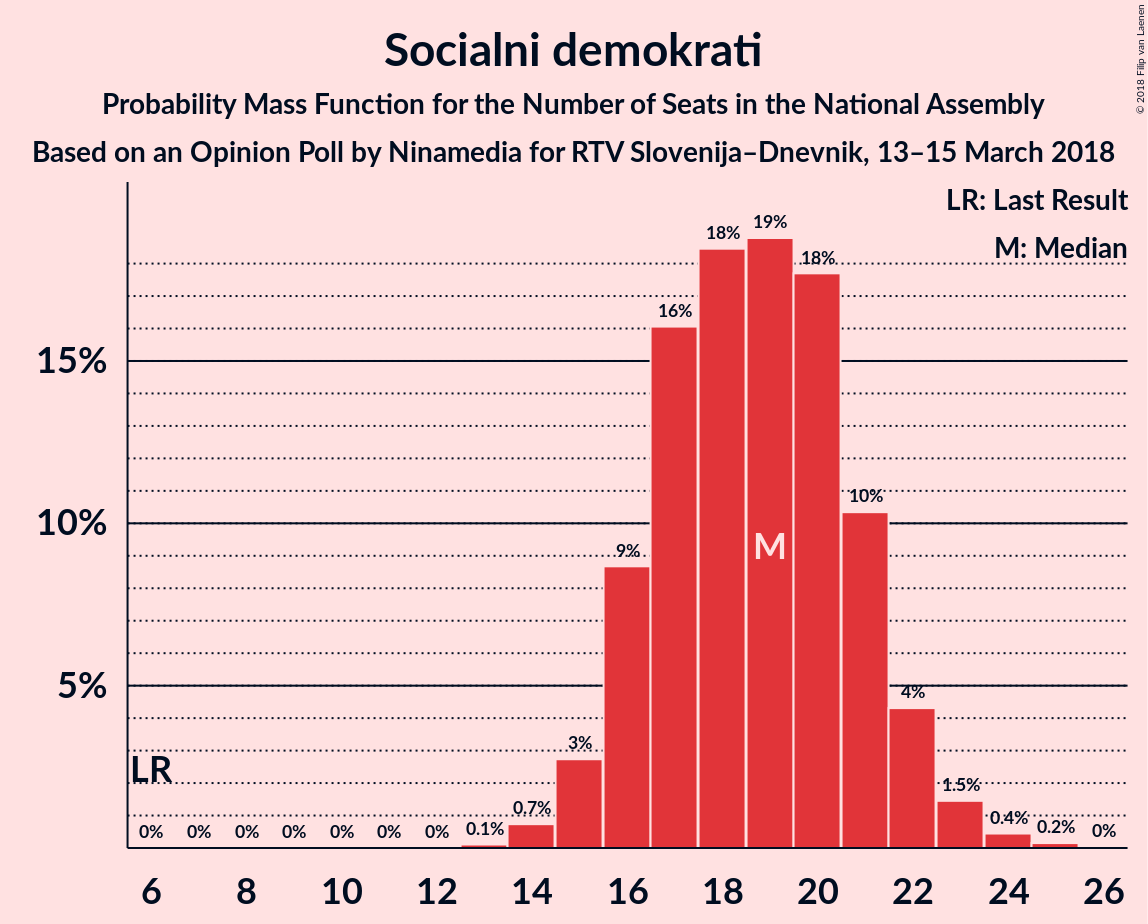 Socialni demokrati
Probability Mass Function for the Number of Seats in the National Assembly
Based on an Opinion Poll by Ninamedia for RTV Slovenija–Dnevnik, 13–15 March 2018
© 2018 Filip van Laenen
LR: Last Result
M: Median
15%
10%
5%
LR
M
0% 0% 0% 0% 0% 0% 0% 0.1% 0.7% 3% 9% 16% 18% 19% 18% 10% 4% 1.5% 0.4% 0.2% 0%
6 8 10 12 14 16 18 20 22 24 26